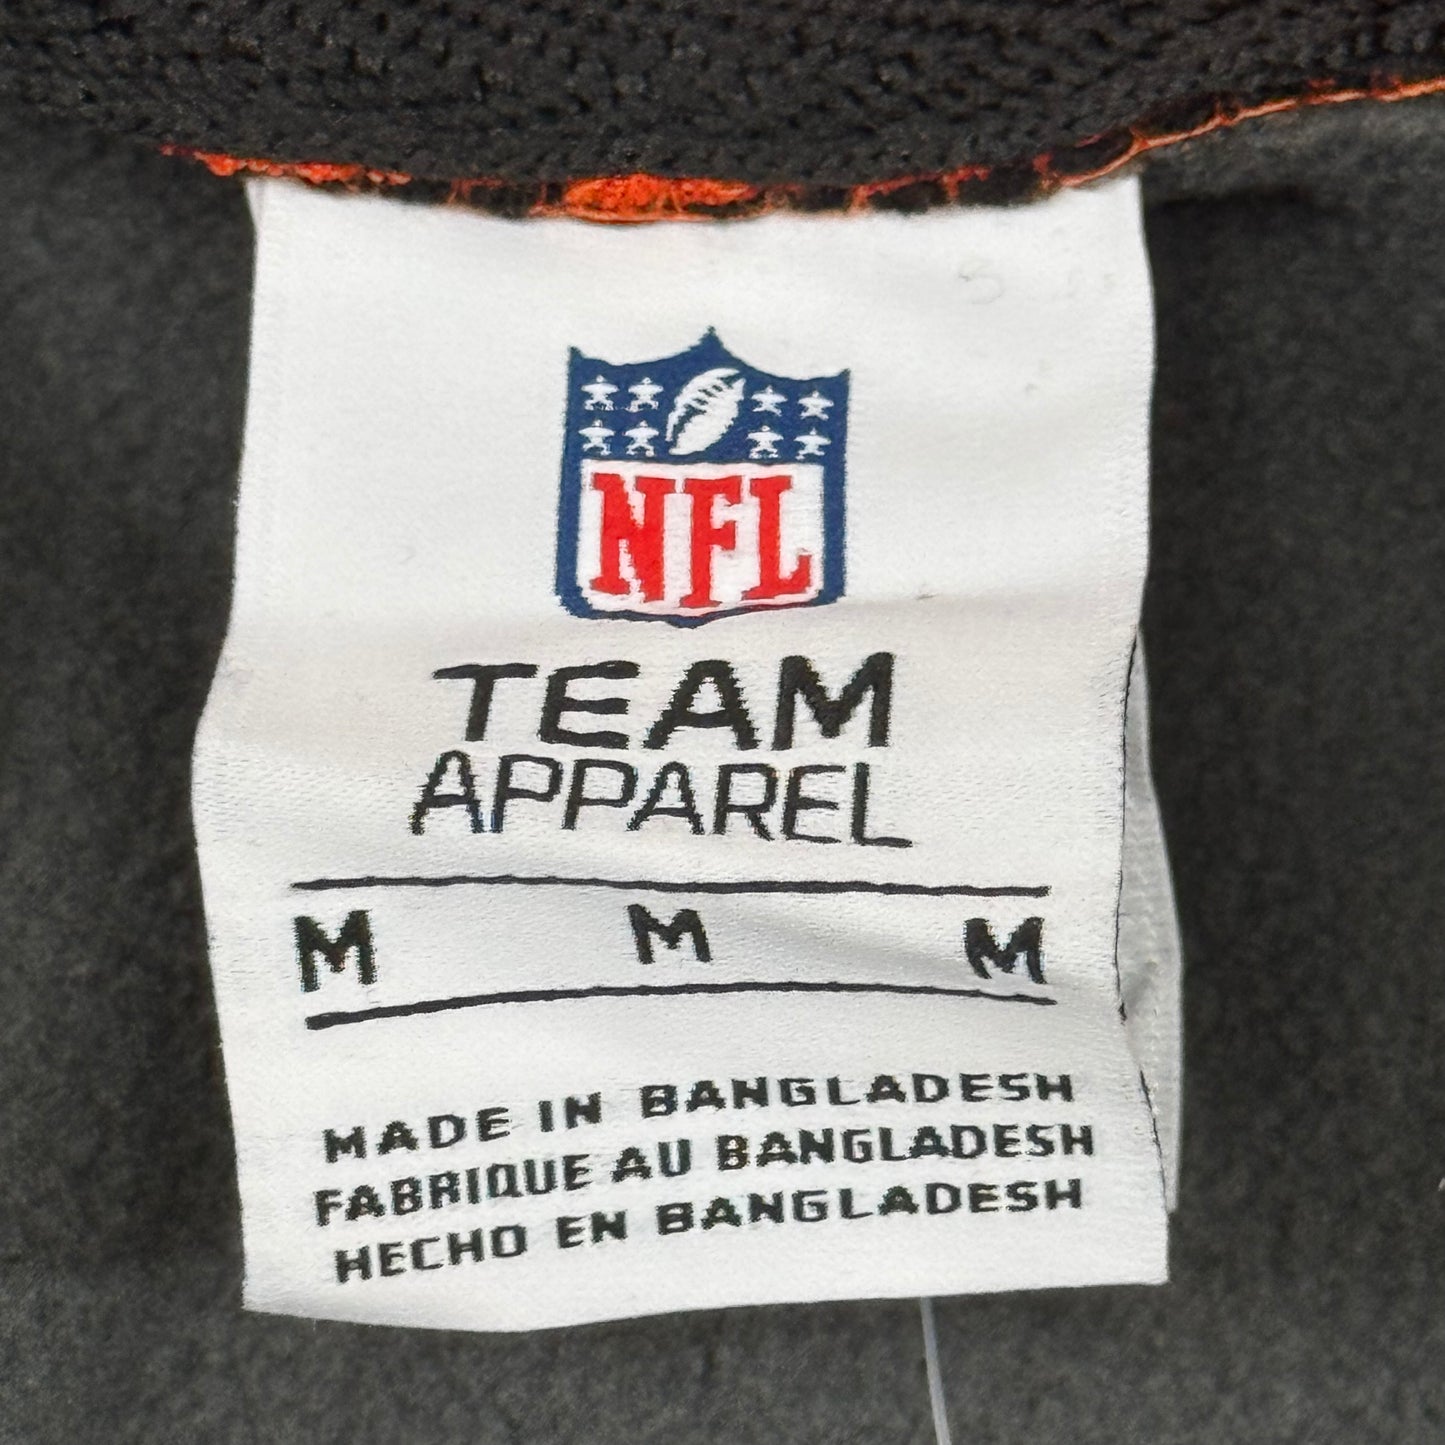 NFL
TEAM
APPAREL
M M M
MADE IN BANGLADESH
FABRIQUE AU BANGLADESH
HECHO EN BANGLADESH